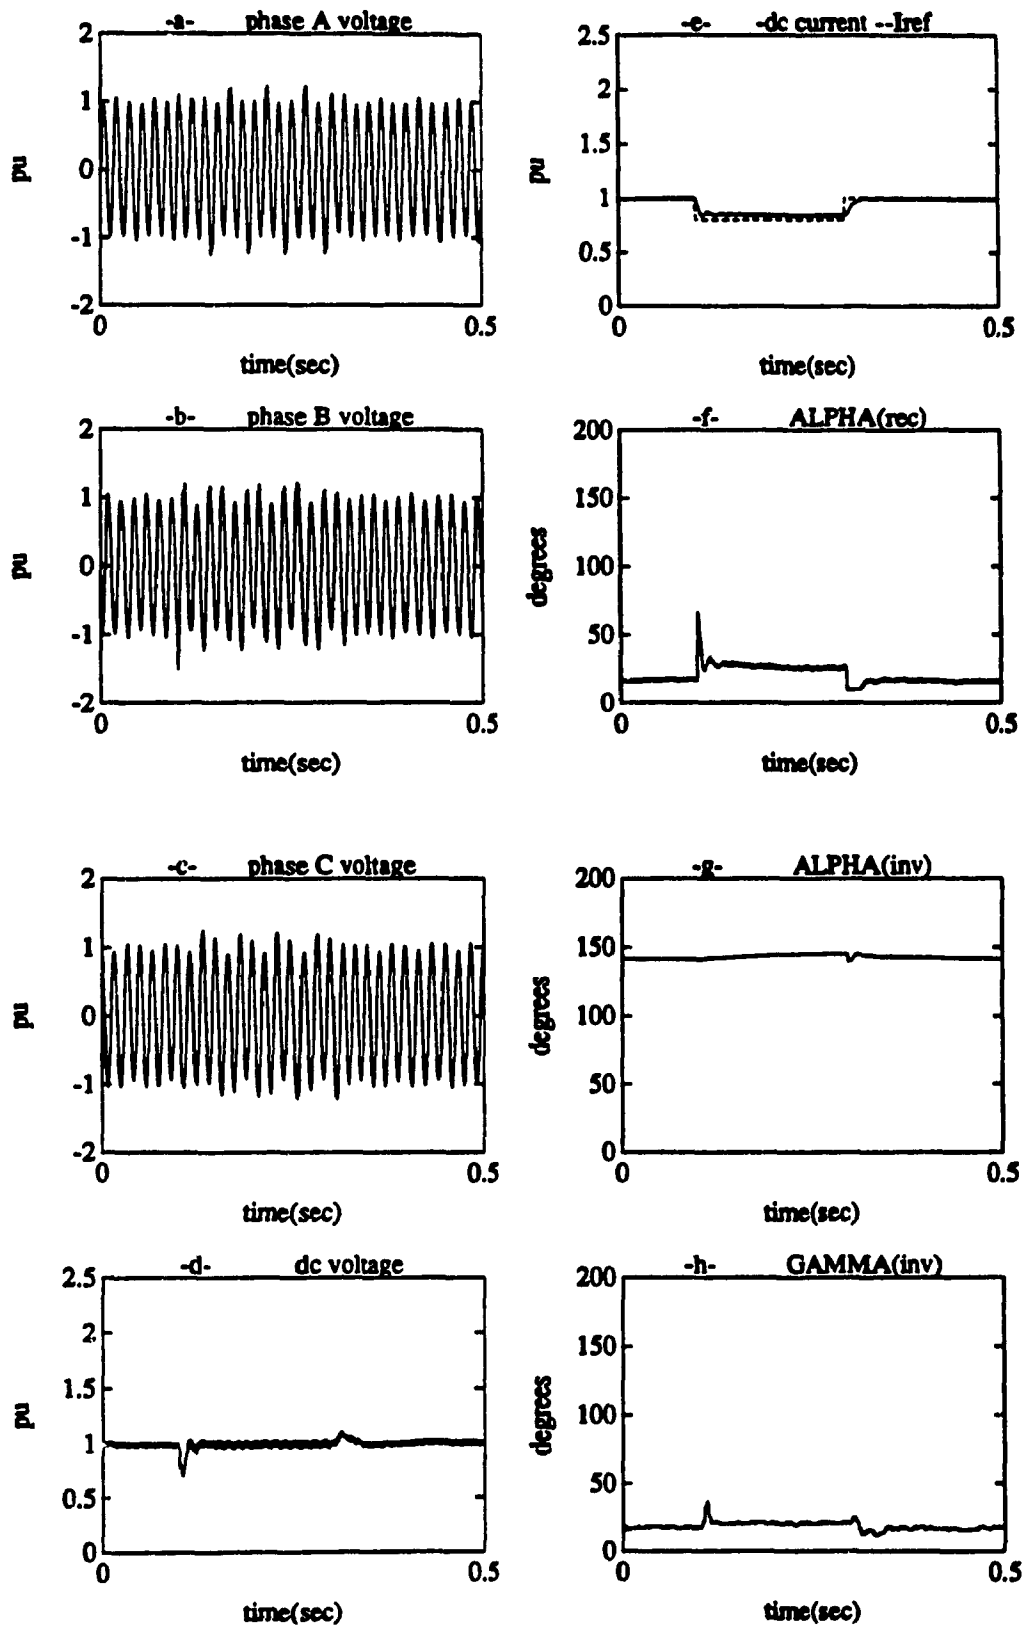 -a- phase A voltage
2
1
0
-1
-2
pu
0 0.5
time(sec)
-e- -dc current --Iref
2.5
2
1.5
1
0.5
0
pu
0 0.5
time(sec)
-b- phase B voltage
2
1
0
-1
-2
pu
0 0.5
time(sec)
-f- ALPHA(rec)
200
150
100
50
0
degrees
0 0.5
time(sec)
-c- phase C voltage
2
1
0
-1
-2
pu
0 0.5
time(sec)
-g- ALPHA(inv)
200
150
100
50
0
degrees
0 0.5
time(sec)
-d- dc voltage
2.5
2
1.5
1
0.5
0
pu
0 0.5
time(sec)
-h- GAMMA(inv)
200
150
100
50
0
degrees
0 0.5
time(sec)